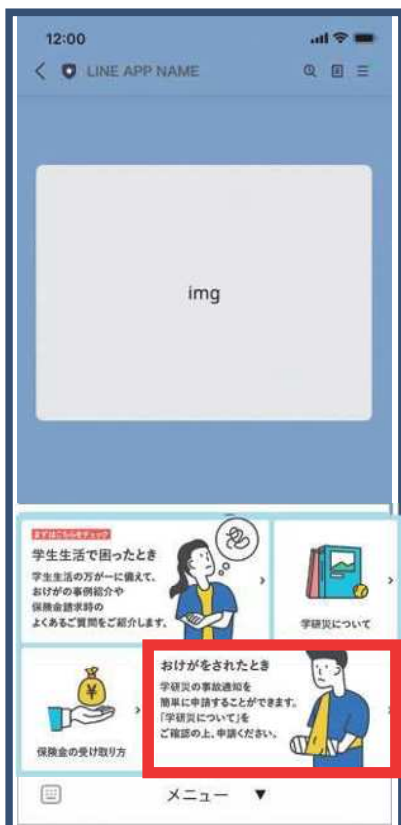 12:00
LINE APP NAME
img
まずはこちらをチェック
学生生活で困ったとき
学生生活の万が一に備えて、
おけがの事例紹介や
保険金請求時の
よくあるご質問をご紹介します。
学研災について
保険金の受け取り方
おけがをされたとき
学研災の事故通知を
簡単に申請することができます。
「学研災について」を
ご確認の上、申請ください。
メニュー ▼